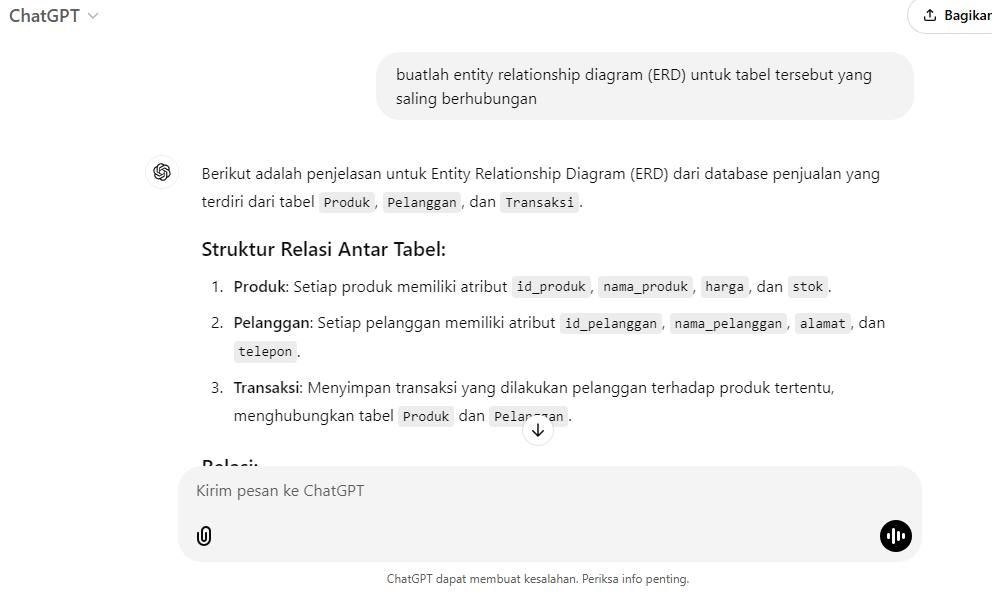 ChatGPT
Bagikan
buatlah entity relationship diagram (ERD) untuk tabel tersebut yang
saling berhubungan
Berikut adalah penjelasan untuk Entity Relationship Diagram (ERD) dari database penjualan yang
terdiri dari tabel Produk, Pelanggan, dan Transaksi.
Struktur Relasi Antar Tabel:
1. Produk: Setiap produk memiliki atribut id_produk, nama_produk, harga, dan stok.
2. Pelanggan: Setiap pelanggan memiliki atribut id_pelanggan, nama_pelanggan, alamat, dan
telepon.
3. Transaksi: Menyimpan transaksi yang dilakukan pelanggan terhadap produk tertentu,
menghubungkan tabel Produk dan Pelanggan.
Relasi:
Kirim pesan ke ChatGPT
ChatGPT dapat membuat kesalahan. Periksa info penting.